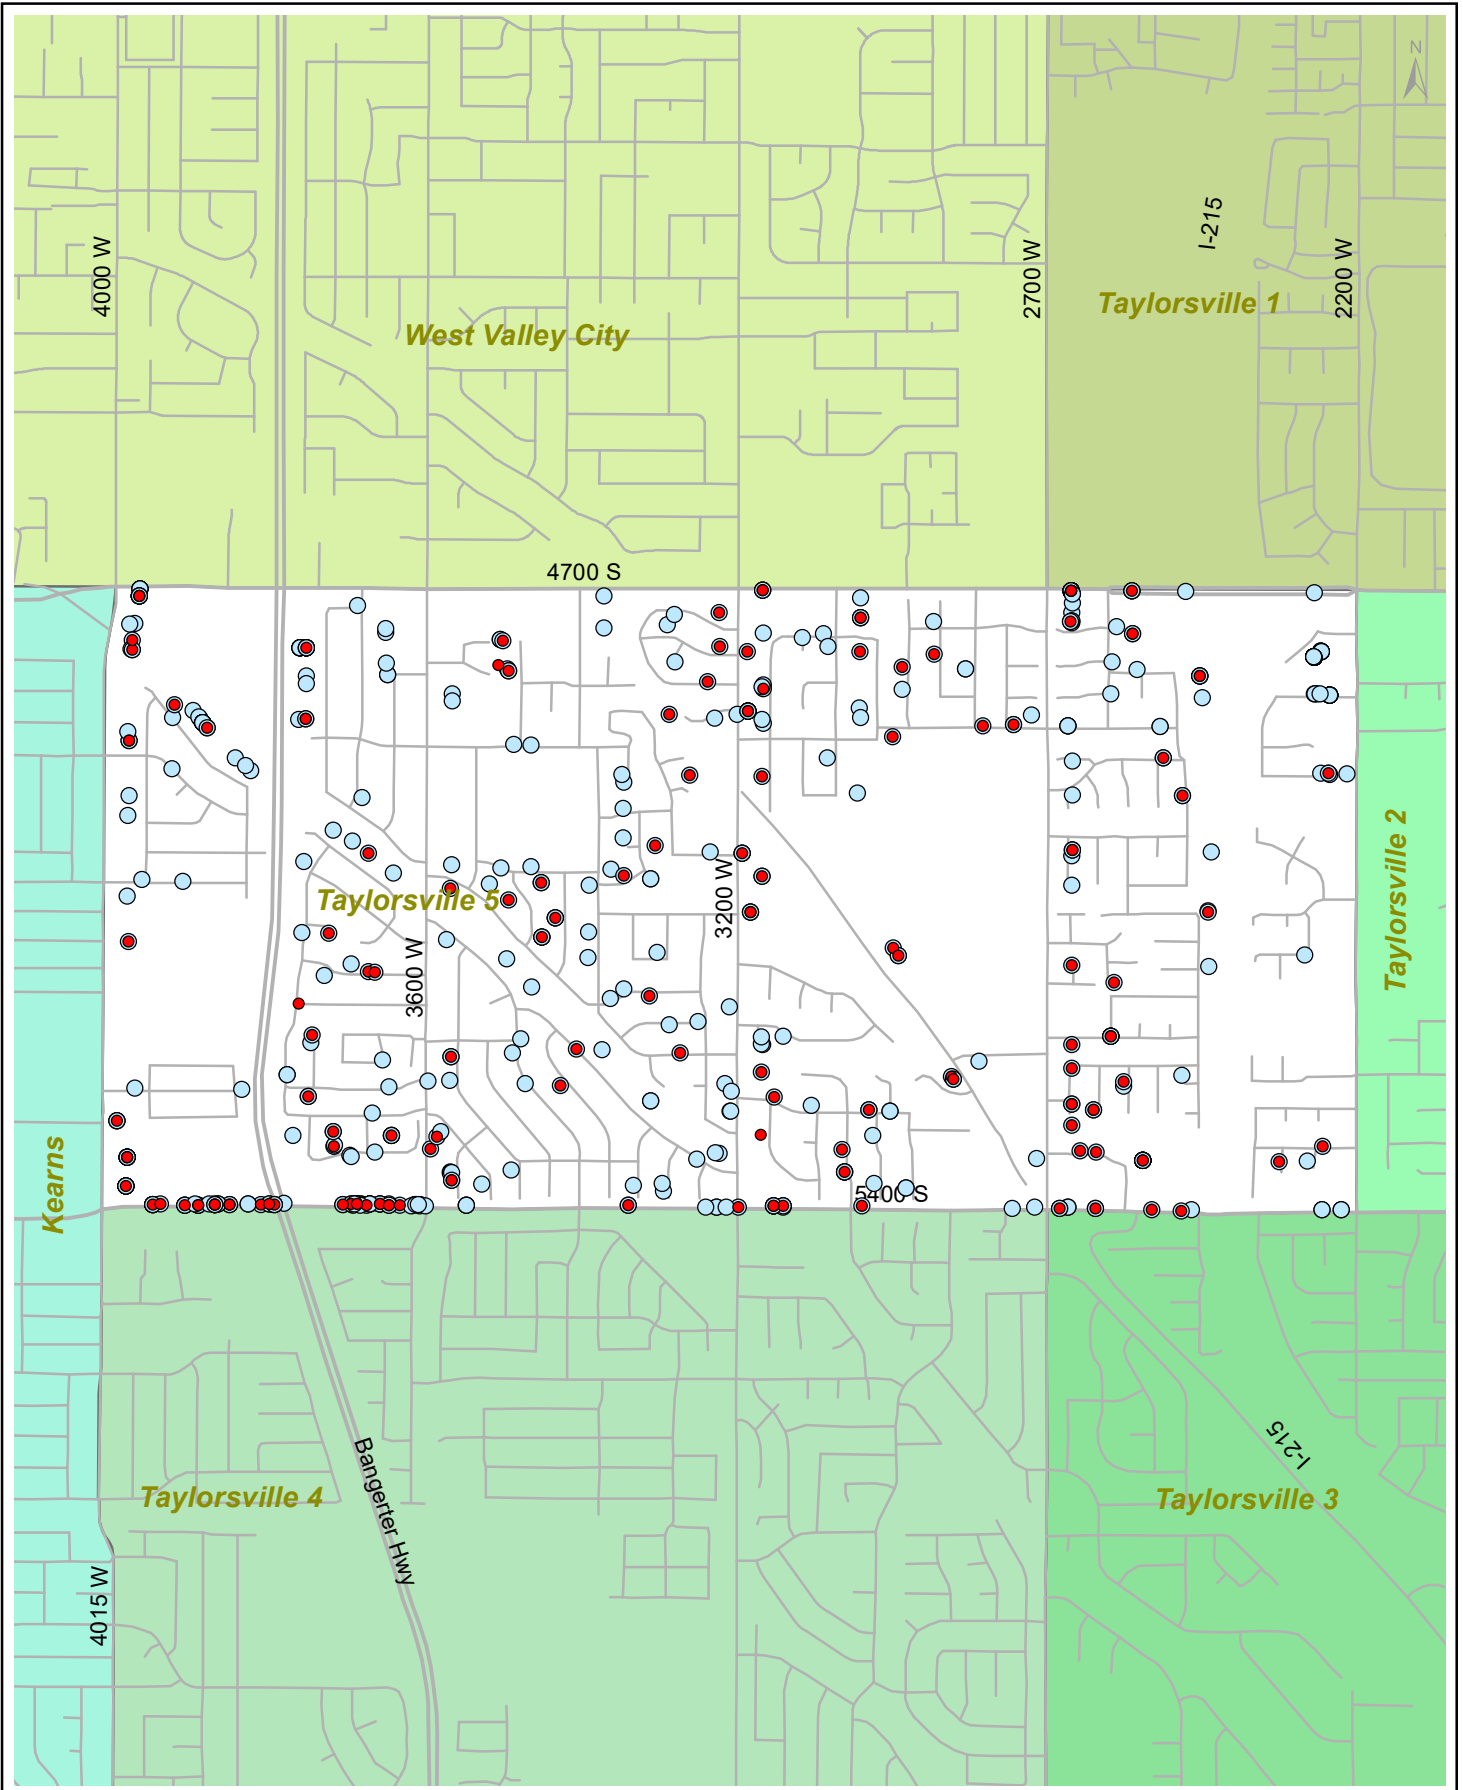 N
I-215
4000 W
2700 W
2200 W
Taylorsville 1
West Valley City
4700 S
Taylorsville 2
3200 W
Taylorsville 5
3600 W
Kearns
5400 S
I-215
Bangerter Hwy
Taylorsville 4
Taylorsville 3
4015 W